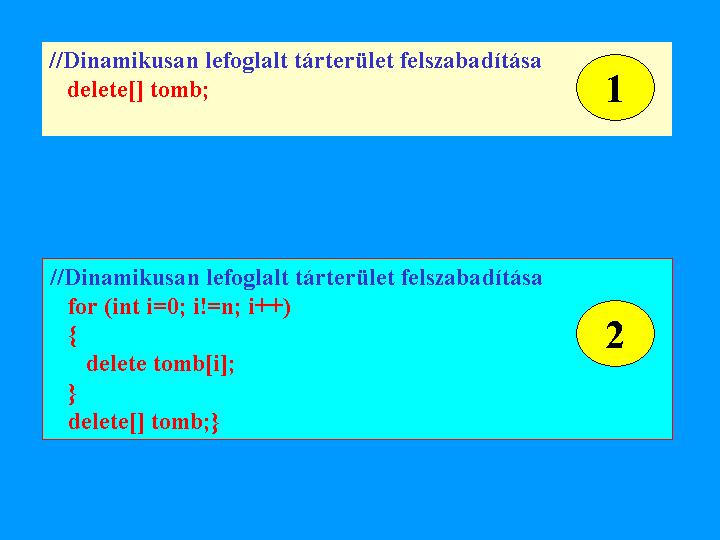 //Dinamikusan lefoglalt tárterület felszabadítása
delete[] tomb;
1
//Dinamikusan lefoglalt tárterület felszabadítása
for (int i=0; i!=n; i++)
{
delete tomb[i];
}
delete[] tomb;}
2